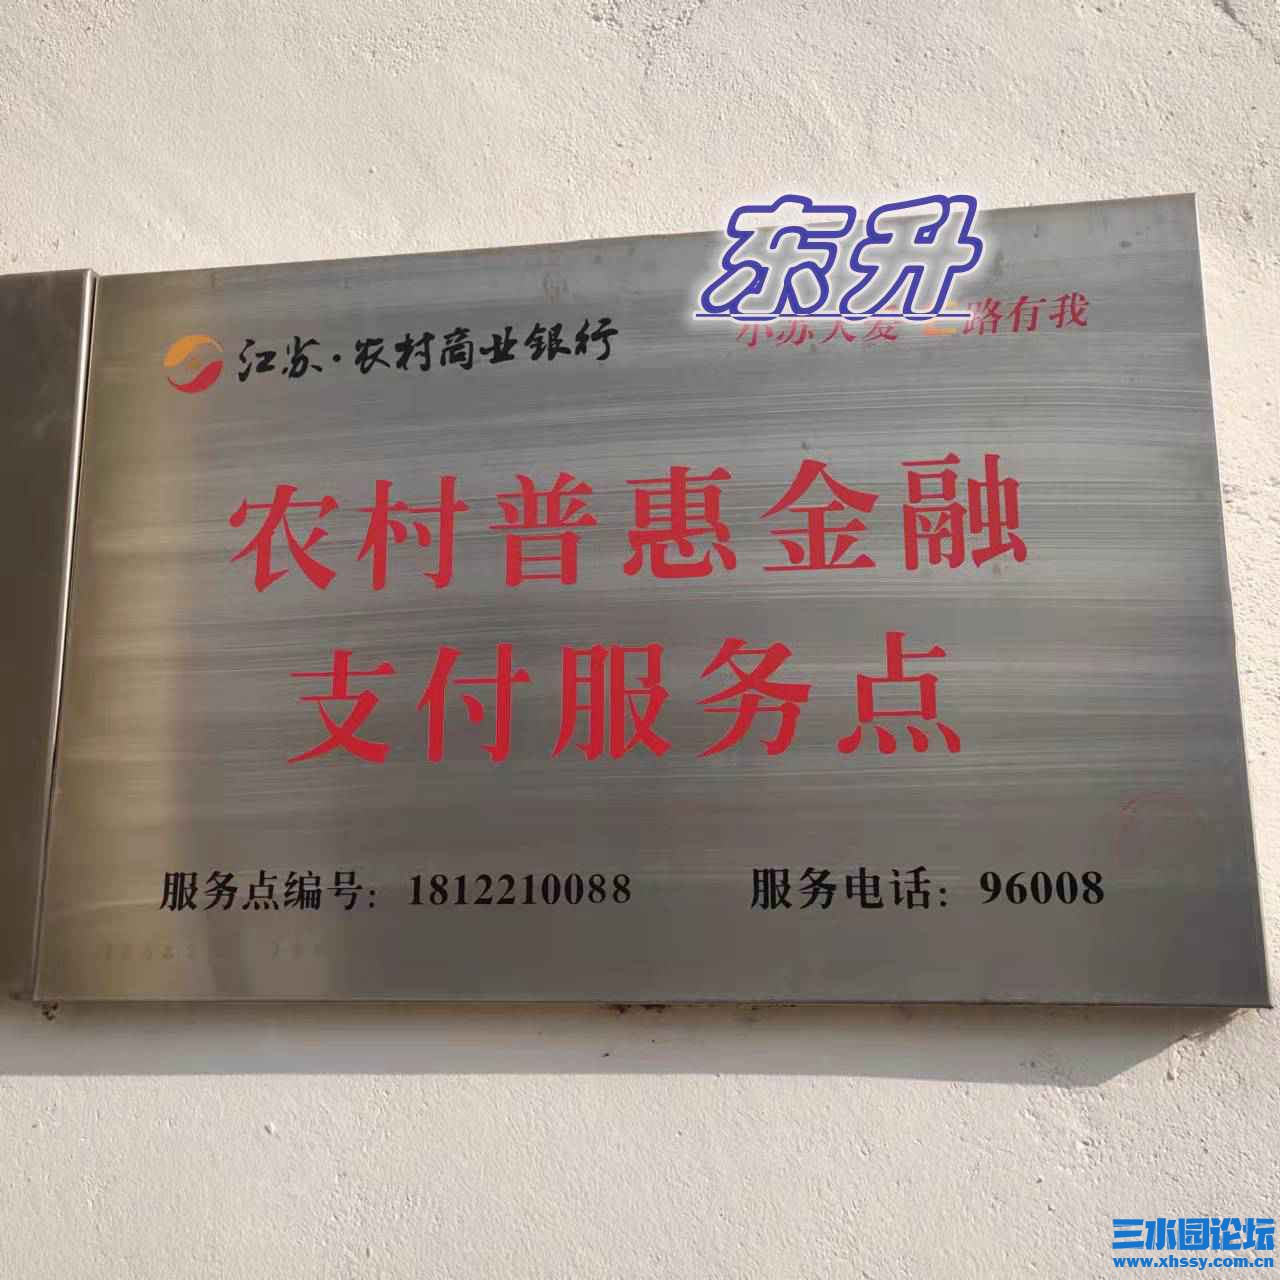 东升
江苏·农村商业银行
路有我
农村普惠金融
支付服务点
服务点编号：1812210088
服务电话：96008
三水园论坛
www.xhssy.com.cn